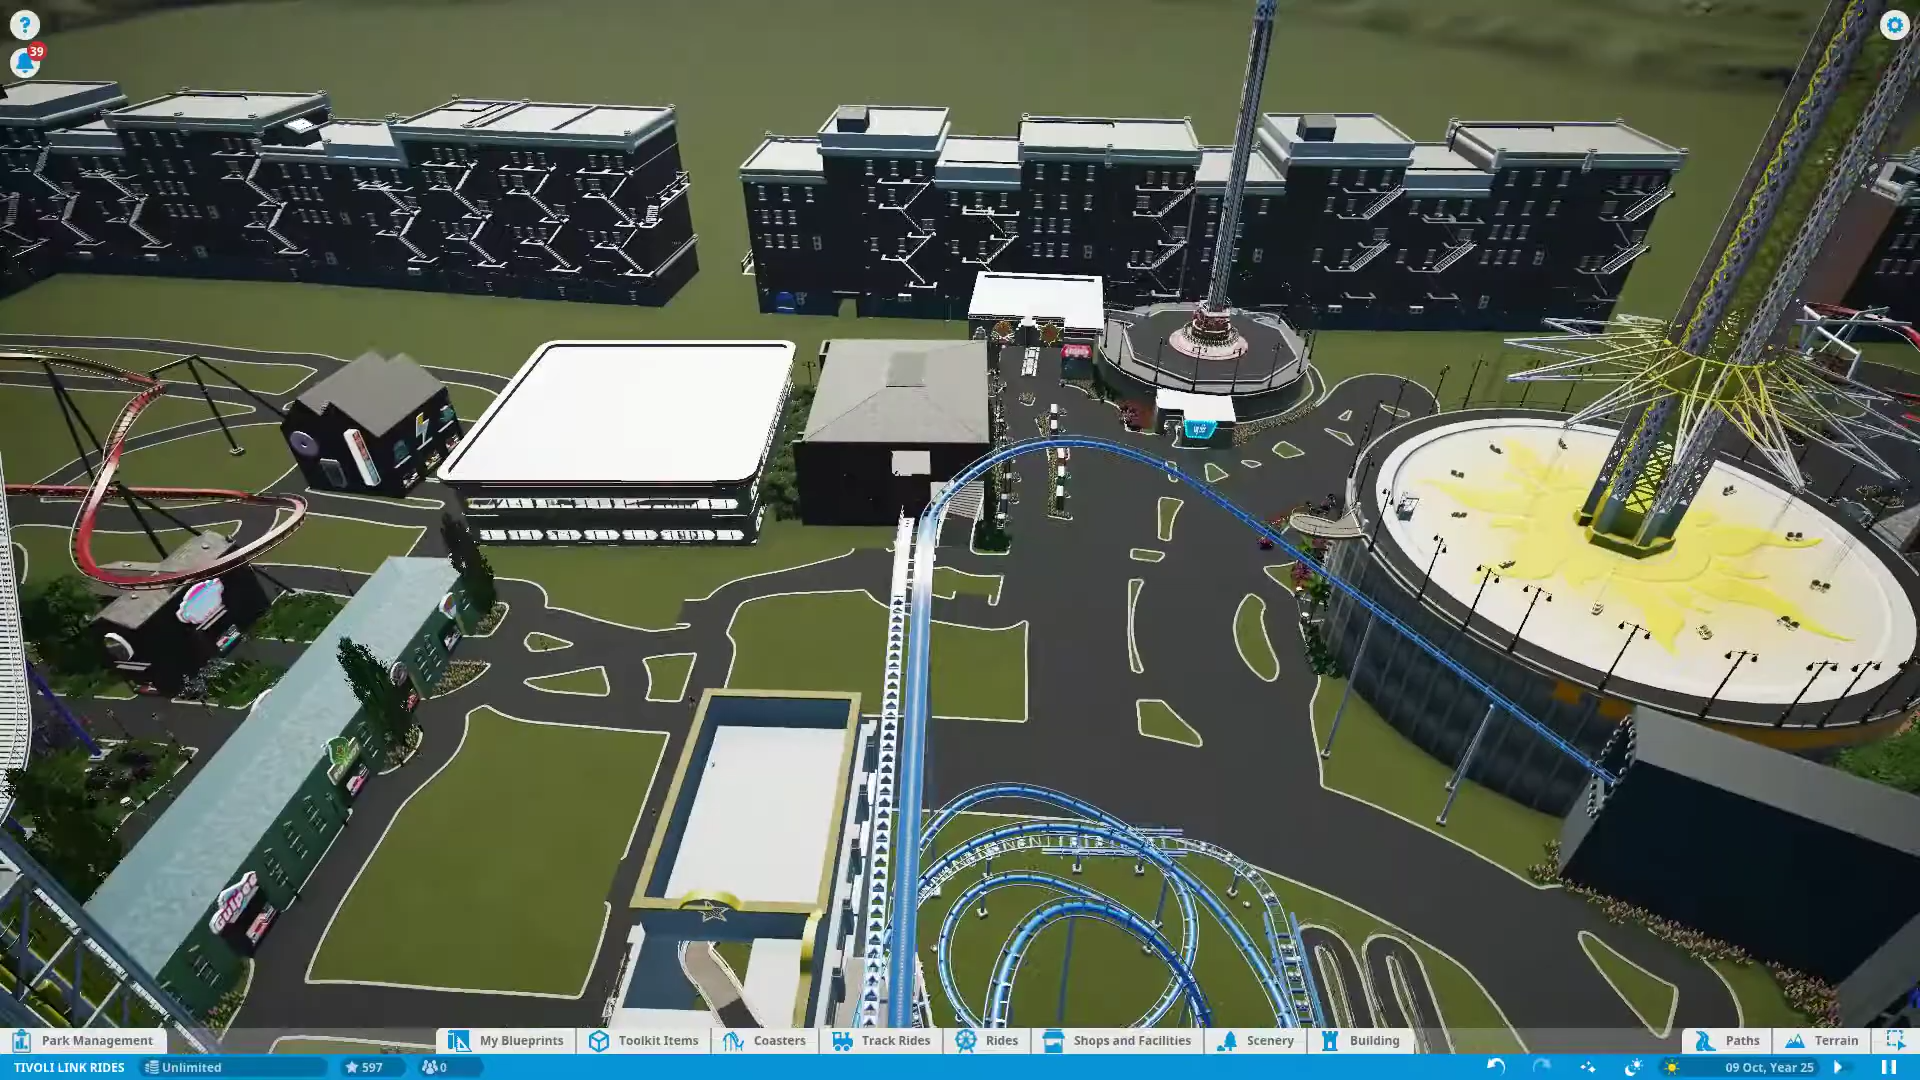 ?
39
Gulpee
Park Management
My Blueprints
Toolkit Items
Coasters
Track Rides
Rides
Shops and Facilities
Scenery
Building
Paths
Terrain
TIVOLI LINK RIDES
Unlimited
597
0
09 Oct, Year 25